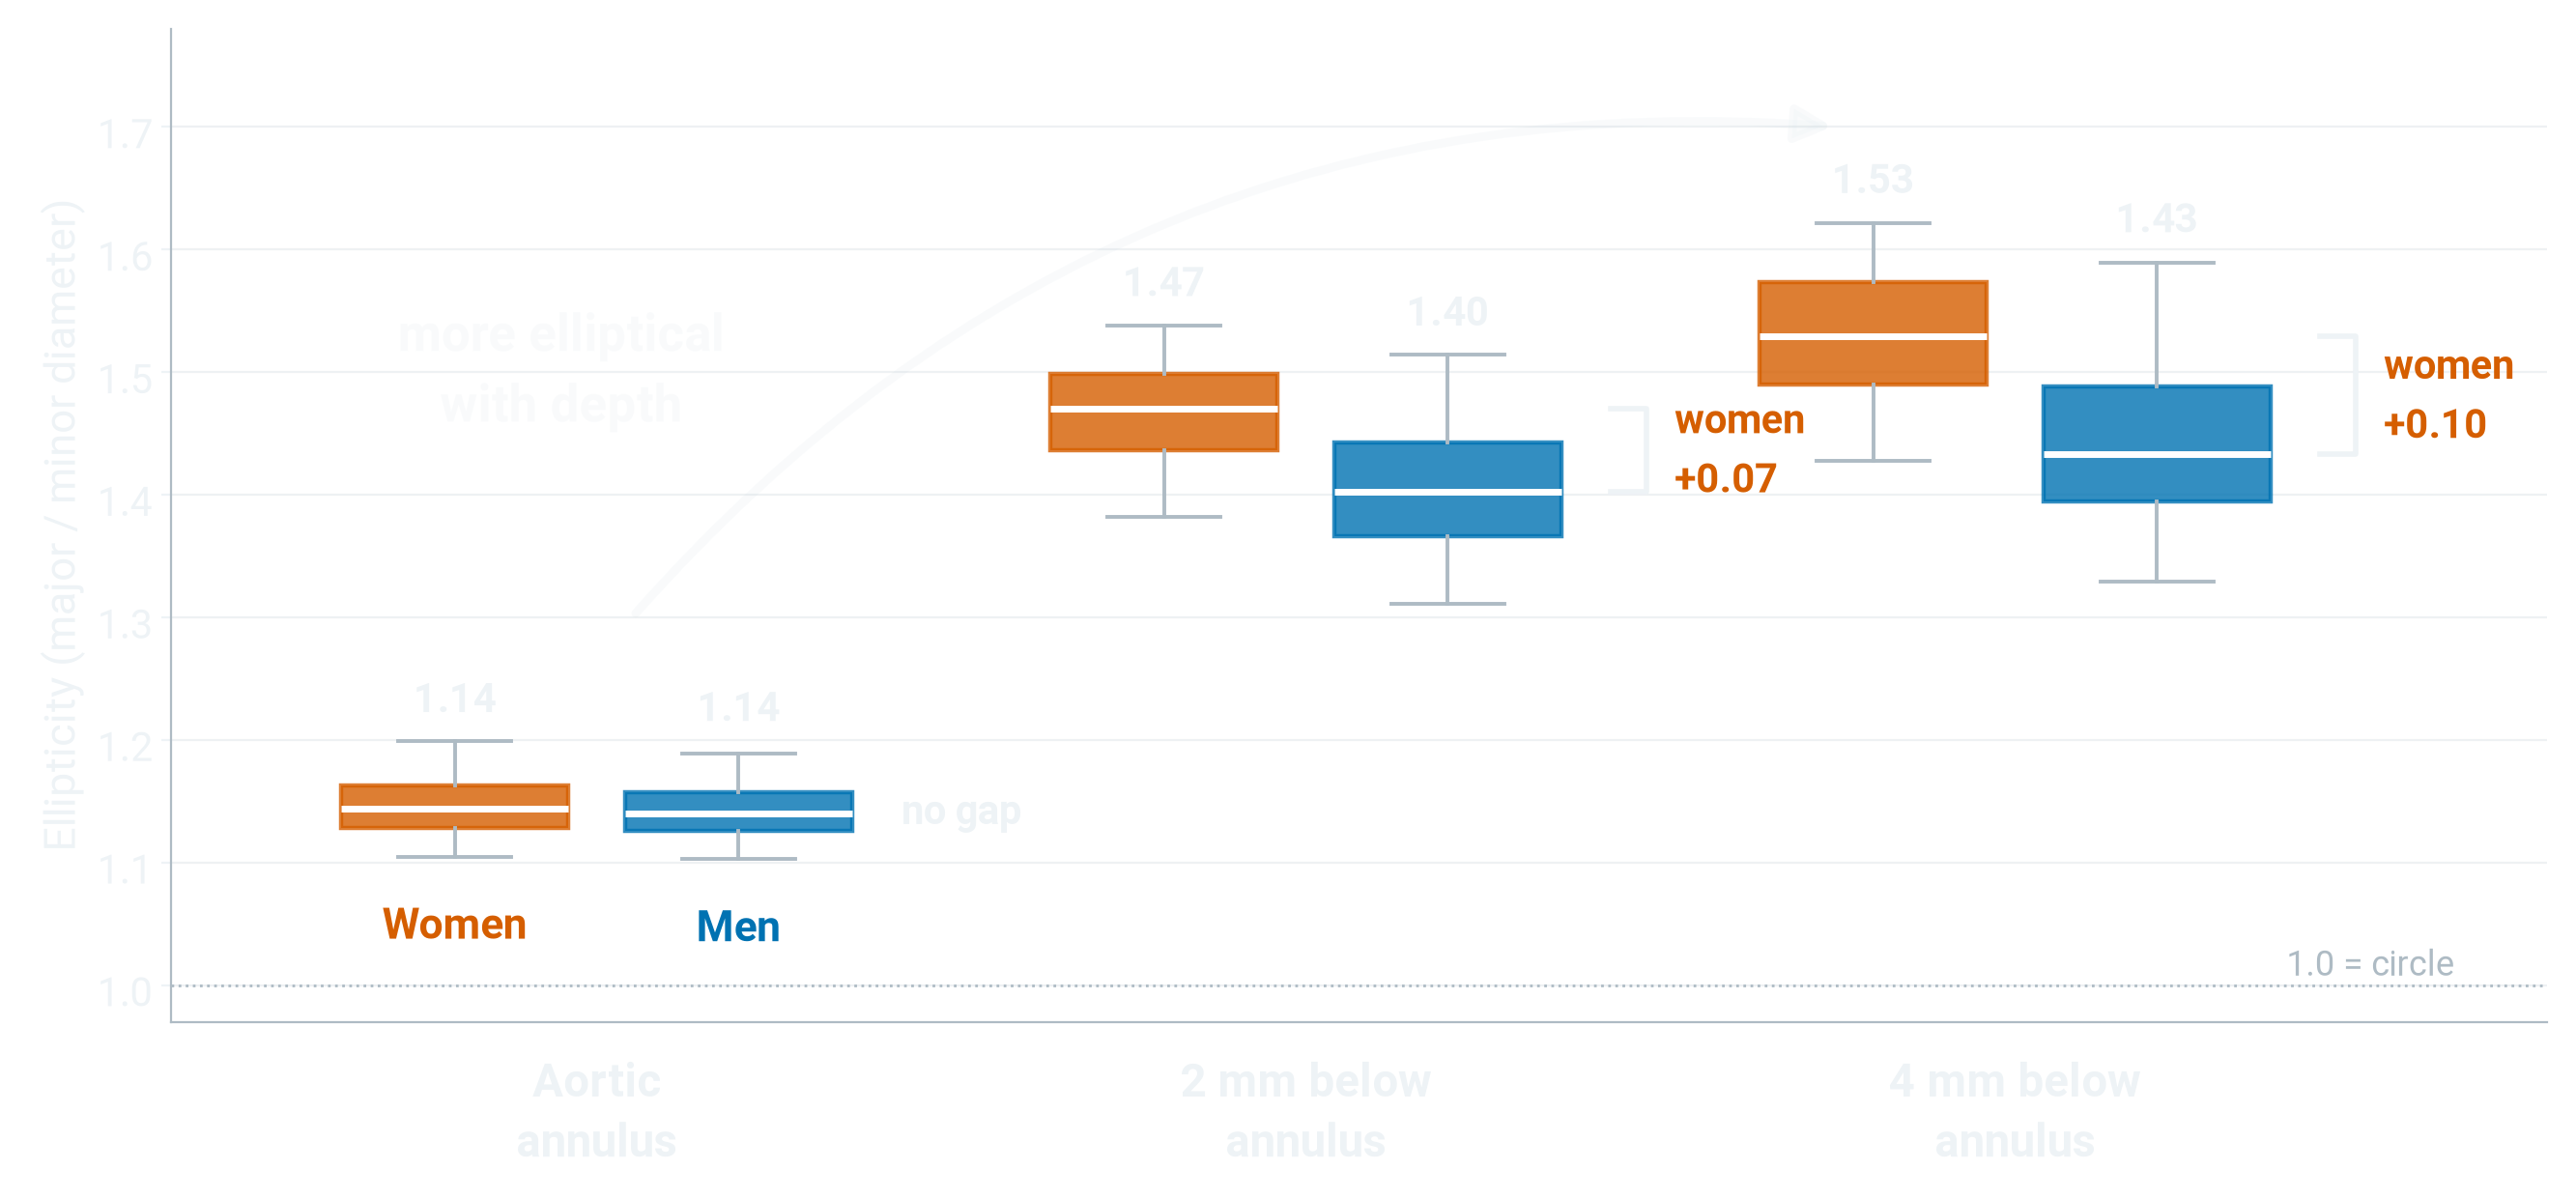 Ellipticity (major / minor diameter)
1.7
1.6
1.5
1.4
1.3
1.2
1.1
1.0
more elliptical
with depth
1.14
1.14
no gap
Women
Men
1.47
1.40
women
+0.07
1.53
1.43
women
+0.10
1.0 = circle
Aortic
annulus
2 mm below
annulus
4 mm below
annulus